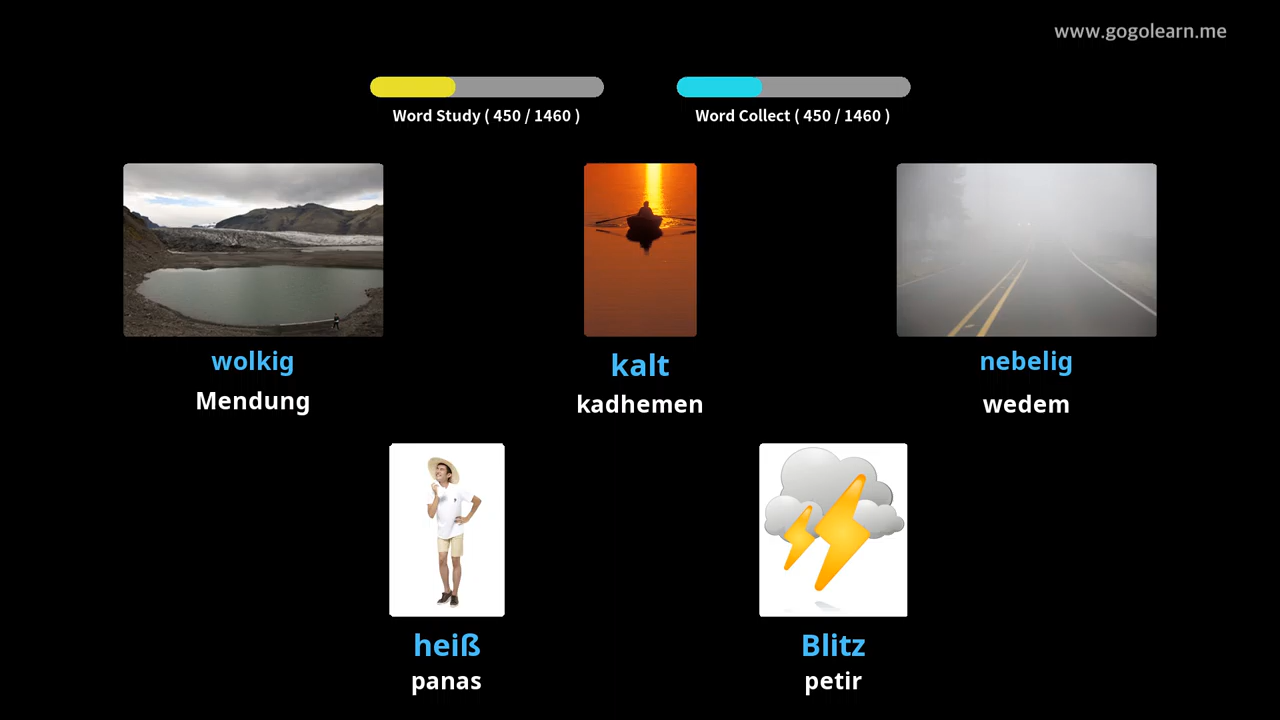 www.gogolearn.me
Word Study ( 450 / 1460 )
Word Collect ( 450 / 1460 )
wolkig
Mendung
kalt
kadhemen
nebelig
wedem
heiß
panas
Blitz
petir